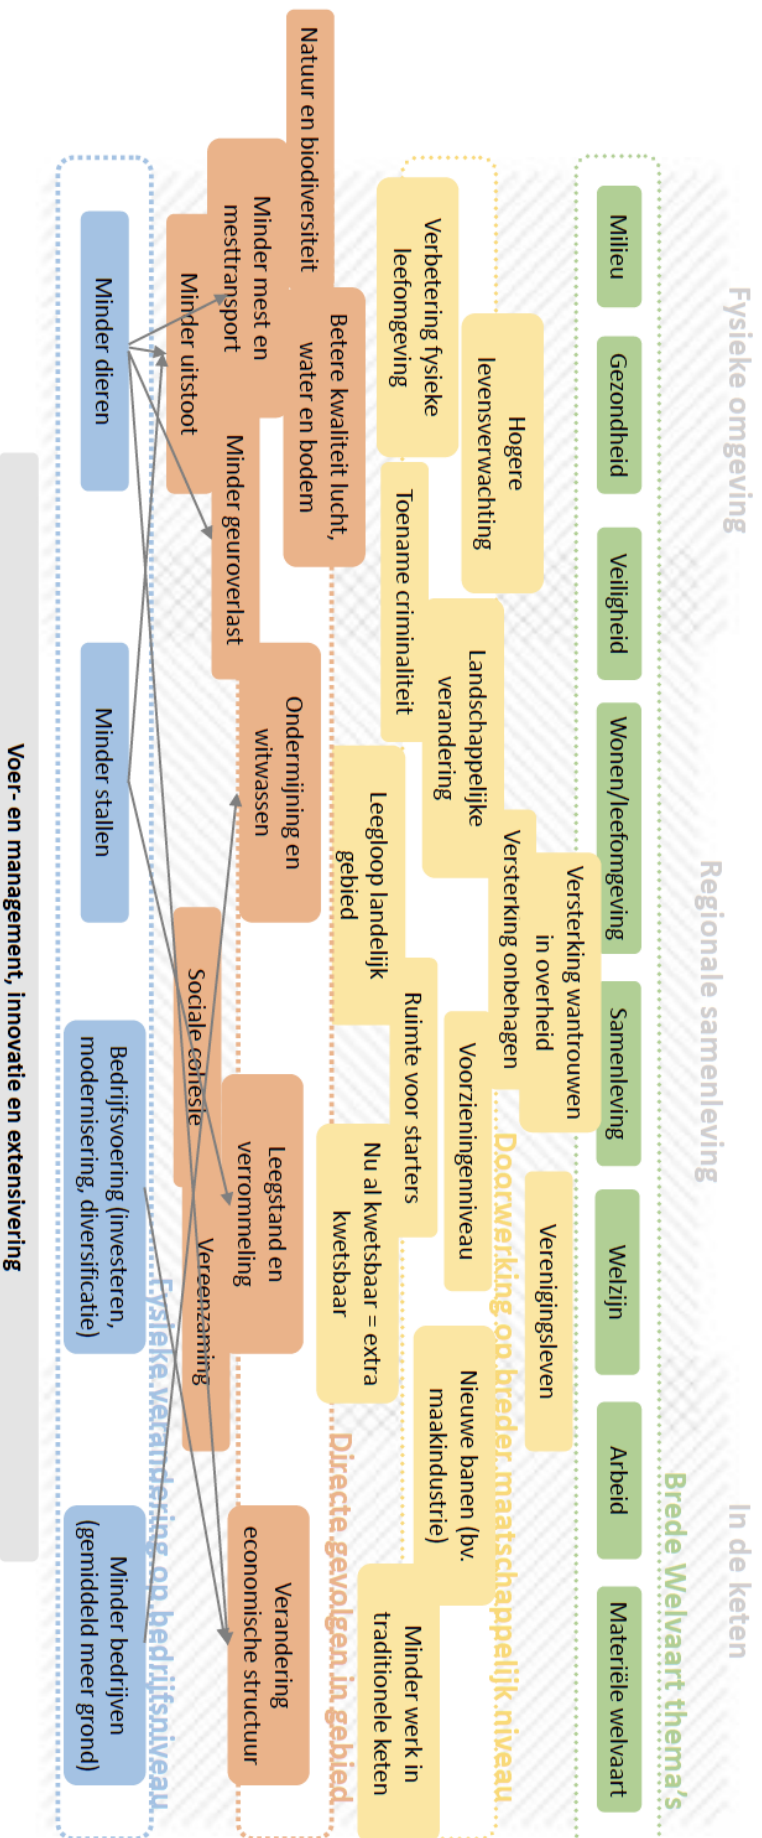 Fysieke omgeving
Regionale samenleving
In de keten
Brede Welvaart thema's
Milieu
Gezondheid
Veiligheid
Wonen/leefomgeving
Samenleving
Welzijn
Arbeid
Materiële welvaart
Doorwerking op breder maatschappelijk niveau
Hogere
levensverwachting
Verbetering fysieke
leefomgeving
Toename criminaliteit
Landschappelijke
verandering
Versterking wantrouwen
in overheid
Versterking onbehagen
Leegloop landelijk
gebied
Ruimte voor starters
Voorzieningenniveau
Verenigingsleven
Nu al kwetsbaar = extra
kwetsbaar
Nieuwe banen (bv.
maakindustrie)
Minder werk in
traditionele keten
Directe gevolgen in gebied
Natuur en biodiversiteit
Betere kwaliteit lucht,
water en bodem
Minder mest en
mesttransport
Minder uitstoot
Minder geuroverlast
Ondermijning en
witwassen
Sociale cohesie
Leegstand en
verrommeling
Vereenzaming
Verandering
economische structuur
Fysieke verandering op bedrijfsniveau
Minder dieren
Minder stallen
Bedrijfsvoering (investeren,
modernisering, diversificatie)
Minder bedrijven
(gemiddeld meer grond)
Voer- en management, innovatie en extensivering